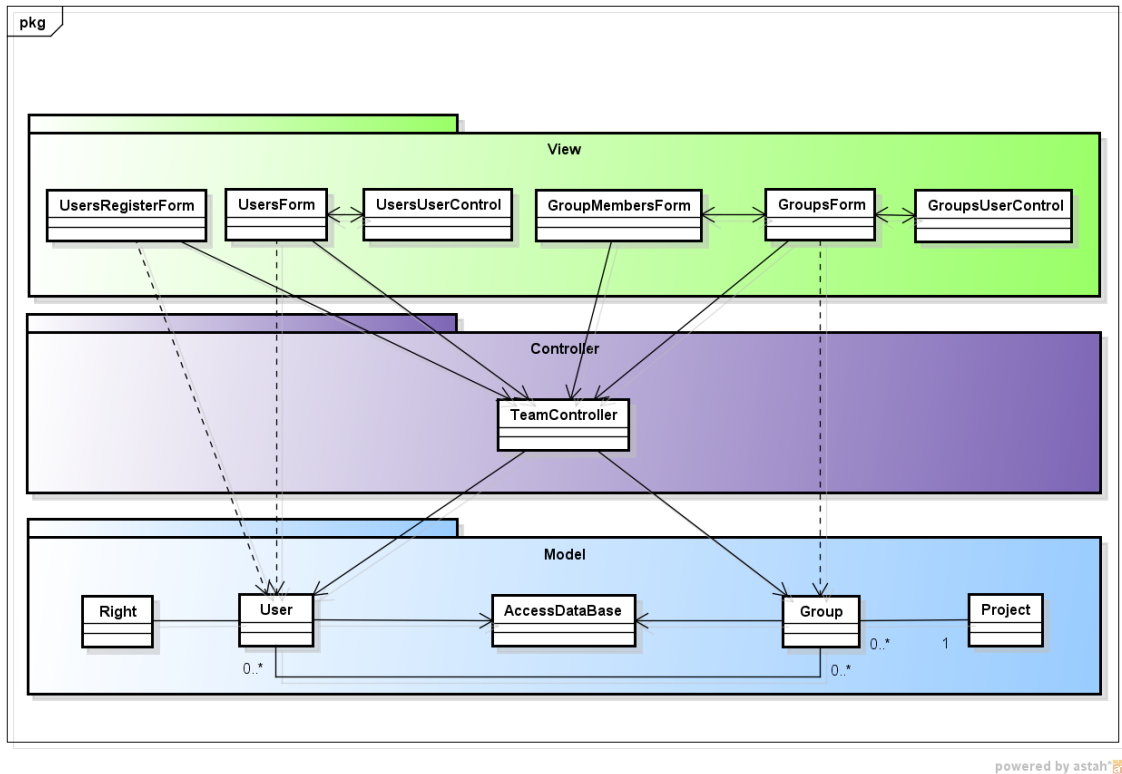 pkg
View
UsersRegisterForm
UsersForm
UsersUserControl
GroupMembersForm
GroupsForm
GroupsUserControl
Controller
TeamController
Model
Right
User
AccessDataBase
Group
Project
0..*
1
0..*
0..*
powered by astah*